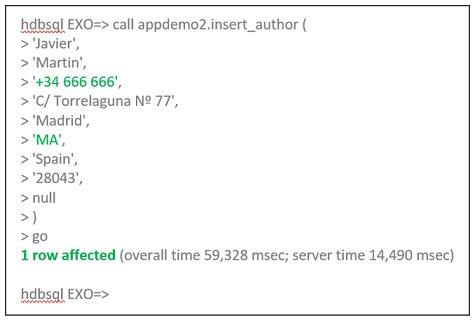 hdbsql EXO=> call appdemo2.insert_author (
> 'Javier',
> 'Martin',
> '+34 666 666',
> 'C/ Torrelaguna Nº 77',
> 'Madrid',
> 'MA',
> 'Spain',
> '28043',
> null
> )
> go
1 row affected (overall time 59,328 msec; server time 14,490 msec)
hdbsql EXO=>